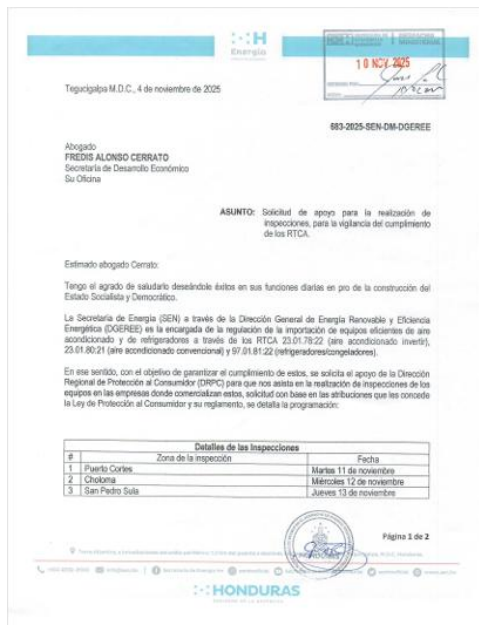 H
Energía
10 NOV. 2025
Tegucigalpa M.D.C., 4 de noviembre de 2025
683-2025-SEN-DM-DGEREE
Abogado
FREDIS ALONSO CERRATO
Secretaría de Desarrollo Económico
Su Oficina
ASUNTO: Solicitud de apoyo para la realización de
inspecciones, para la vigilancia del cumplimiento
de los RTCA.
Estimado abogado Cerrato:
Tengo el agrado de saludarlo deseándole éxitos en sus funciones diarias en pro de la construcción del
Estado Socialista y Democrático.
La Secretaría de Energía (SEN) a través de la Dirección General de Energía Renovable y Eficiencia
Energética (DGEREE) es la encargada de la regulación de la importación de equipos eficientes de aire
acondicionado y de refrigeradores a través de los RTCA 23.01.78:22 (aire acondicionado invertir),
23.01.80:21 (aire acondicionado convencional) y 97.01.81:22 (refrigeradores/congeladores).
En ese sentido, con el objetivo de garantizar el cumplimiento de estos, se solicita el apoyo de la Dirección
Regional de Protección al Consumidor (DRPC) para que nos asista en la realización de inspecciones de los
equipos en las empresas donde comercializan estos, solicitud con base en las atribuciones que les concede
la Ley de Protección al Consumidor y su reglamento, se detalla la programación:
Detalles de las Inspecciones
# Zona de la inspección Fecha
1 Puerto Cortes Martes 11 de noviembre
2 Choloma Miércoles 12 de noviembre
3 San Pedro Sula Jueves 13 de noviembre
Página 1 de 2
HONDURAS